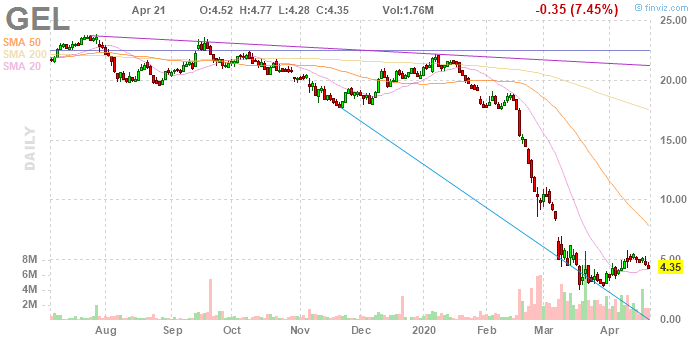 GEL Apr 21 O:4.52 H:4.77 L:4.28 C:4.35 Vol:1.76M -0.35 (7.45%) © finviz.com
25.00
SMA 50
SMA 200
SMA 20
20.00
15.00
DAILY
10.00
8M 5.00
4.35
6M
4M
2M
0.00
Aug Sep Oct Nov Dec 2020 Feb Mar Apr